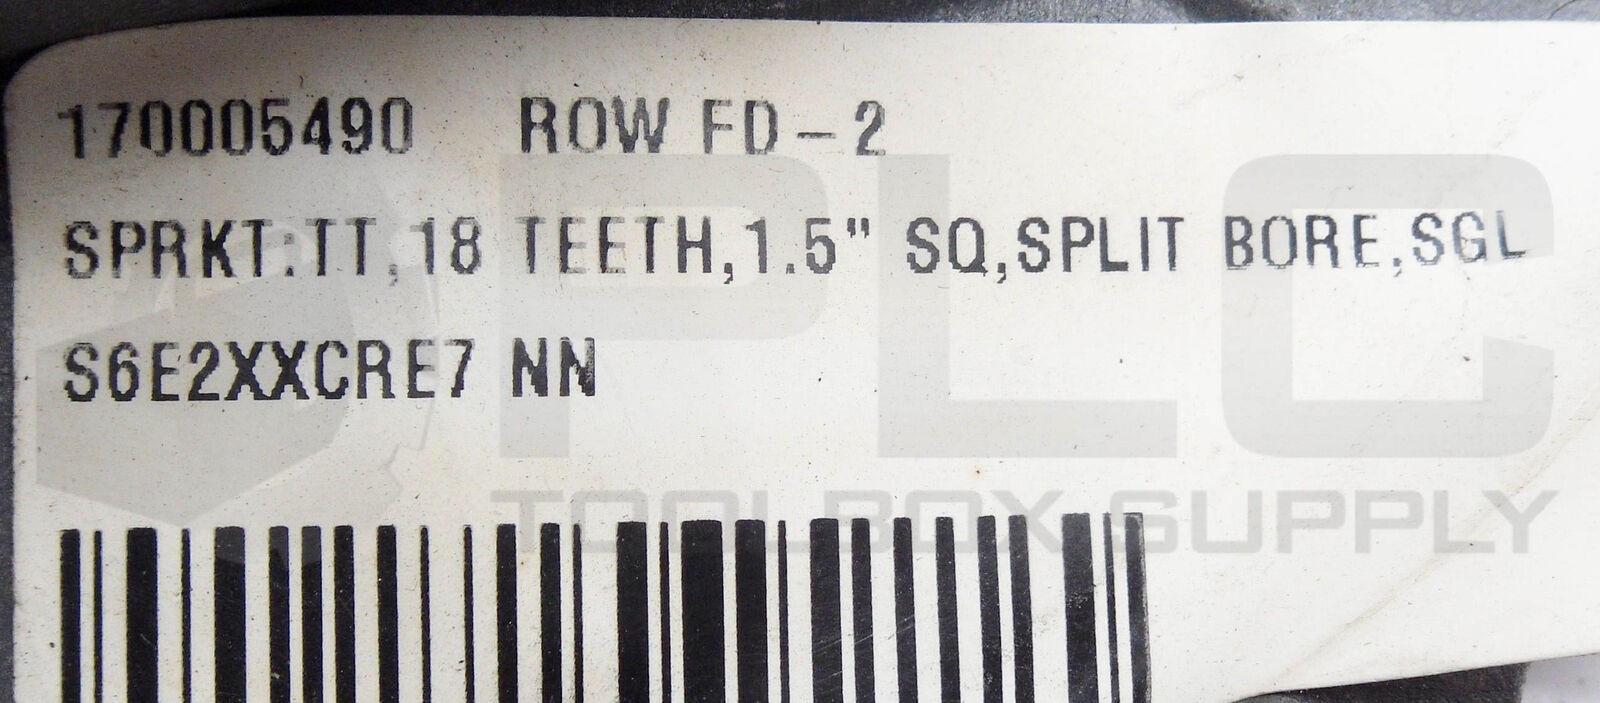 170005490 ROW FD-2
SPRKT:TT,18 TEETH,1.5" SQ,SPLIT BORE,SGL
S6E2XXCRE7 NN
PLC
TOOLBOX SUPPLY